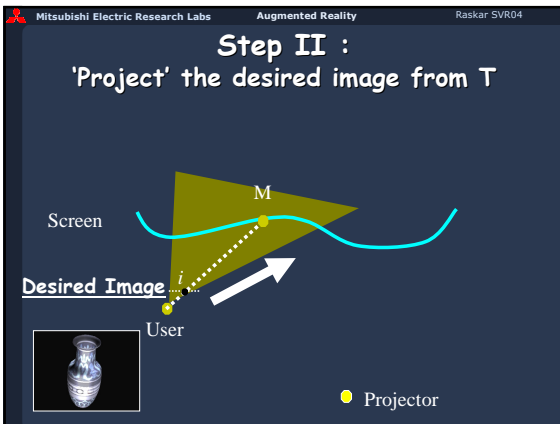 Mitsubishi Electric Research Labs Augmented Reality Raskar SVR04
Step II :
‘Project’ the desired image from T
M
Screen
i
Desired Image
User
Projector